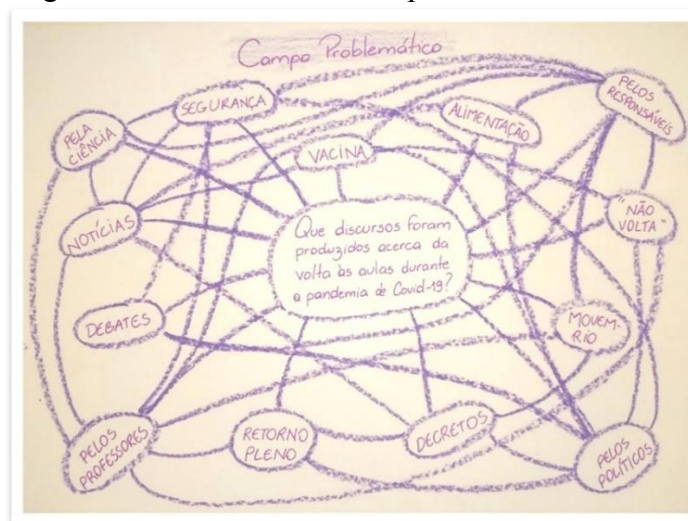 Campo Problemático
SEGURANÇA
PELOS
RESPONSÁVEIS
ALIMENTAÇÃO
PELA
CIÊNCIA
VACINA
NOTÍCIAS
"NÃO
VOLTA"
Que discursos foram
produzidos acerca da
volta às aulas durante
a pandemia de Covid-19?
DEBATES
MOVEM-
RIO
PELOS
PROFESSORES
RETORNO
PLENO
DECRETOS
PELOS
POLÍTICOS